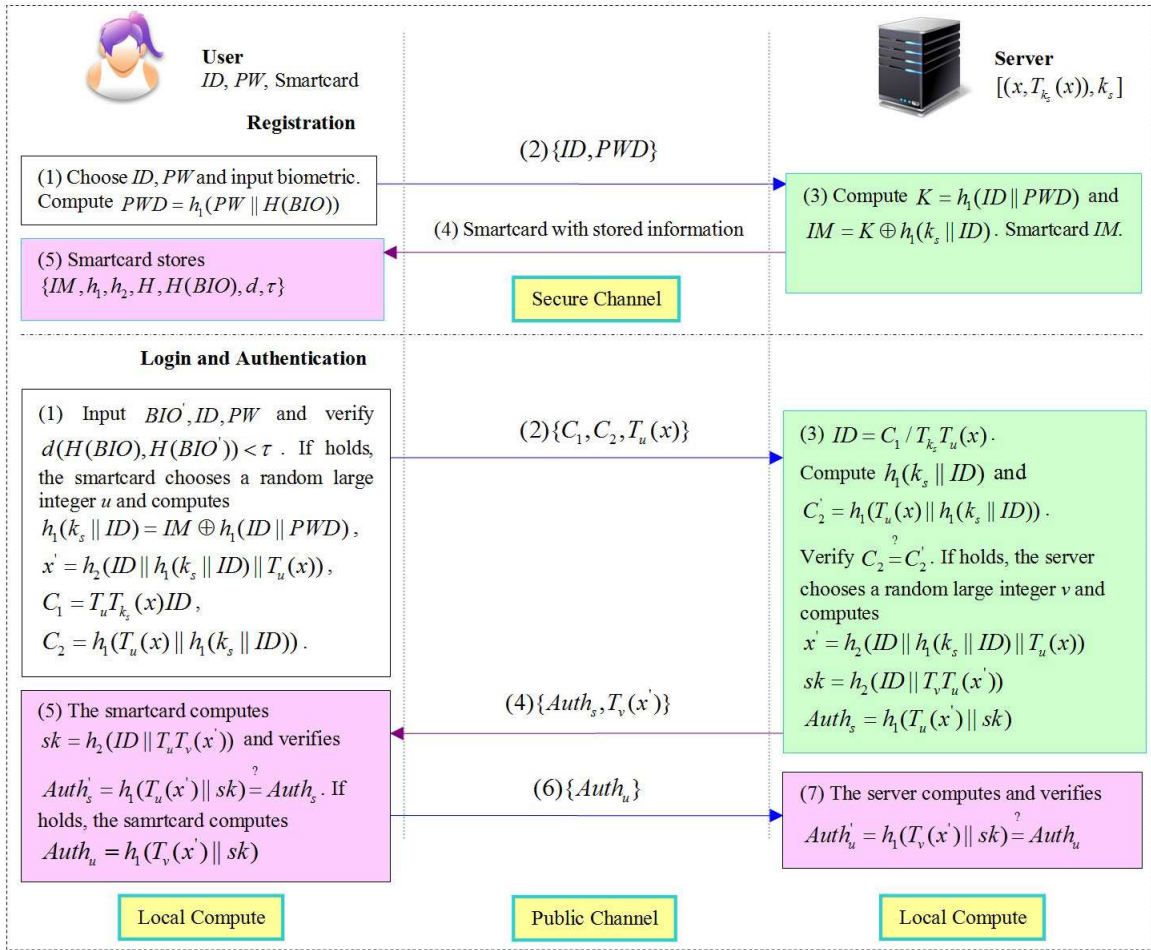 User
ID, PW, Smartcard
Server
[(x, T_{k_s}(x)), k_s]
Registration
(1) Choose ID, PW and input biometric.
Compute PWD = h_1(PW || H(BIO))
(2) {ID, PWD}
(3) Compute K = h_1(ID || PWD) and
IM = K ⊕ h_1(k_s || ID). Smartcard IM.
(4) Smartcard with stored information
(5) Smartcard stores
{IM, h_1, h_2, H, H(BIO), d, τ}
Secure Channel
Login and Authentication
(1) Input BIO', ID, PW and verify
d(H(BIO), H(BIO')) < τ . If holds,
the smartcard chooses a random large
integer u and computes
h_1(k_s || ID) = IM ⊕ h_1(ID || PWD),
x' = h_2(ID || h_1(k_s || ID) || T_u(x)),
C_1 = T_u T_{k_s}(x)ID,
C_2 = h_1(T_u(x) || h_1(k_s || ID)).
(2) {C_1, C_2, T_u(x)}
(3) ID = C_1 / T_{k_s} T_u(x).
Compute h_1(k_s || ID) and
C_2' = h_1(T_u(x) || h_1(k_s || ID)).
Verify C_2 =? C_2'. If holds, the server
chooses a random large integer v and
computes
x' = h_2(ID || h_1(k_s || ID) || T_u(x))
sk = h_2(ID || T_v T_u(x'))
Auth_s = h_1(T_u(x') || sk)
(4) {Auth_s, T_v(x')}
(5) The smartcard computes
sk = h_2(ID || T_u T_v(x')) and verifies
Auth_s' = h_1(T_u(x') || sk) =? Auth_s. If
holds, the samrtcard computes
Auth_u = h_1(T_v(x') || sk)
(6) {Auth_u}
(7) The server computes and verifies
Auth_u' = h_1(T_v(x') || sk) =? Auth_u
Local Compute
Public Channel
Local Compute